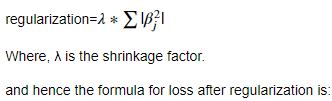 regularization=λ * ∑|β_j^2|
Where, λ is the shrinkage factor.
and hence the formula for loss after regularization is: